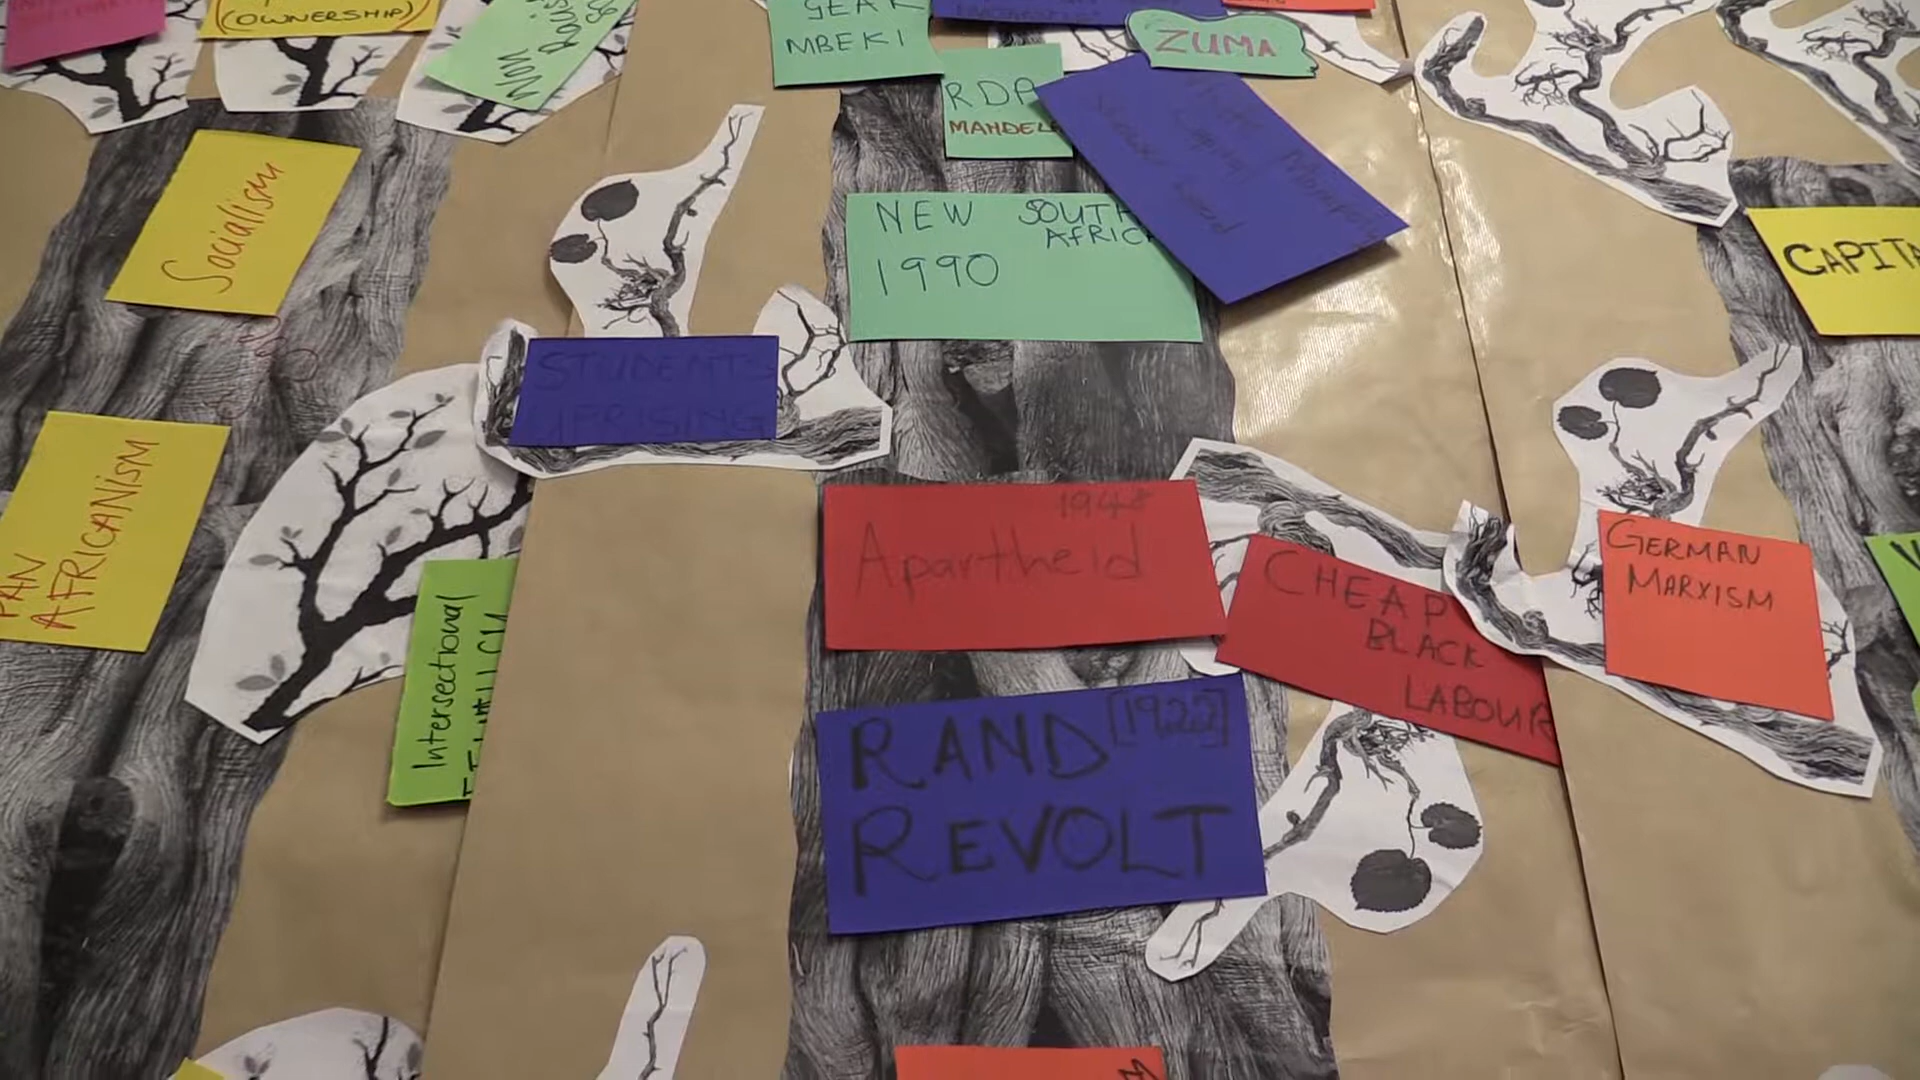 (OWNERSHIP)
Non
GEAR
MBEKI
ZUMA
RDP
MANDELA
Socialism
NEW SOUTH
AFRICA
1990
CAPITA
STUDENTS
UPRISING
PAN
AFRICANISM
1948
Apartheid
CHEAP
BLACK
LABOUR
GERMAN
MARXISM
Intersectional
RAND [1922]
REVOLT